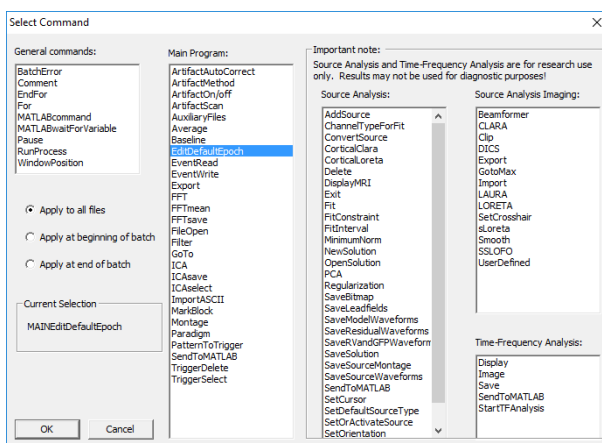 Select Command
General commands:
BatchError
Comment
EndFor
For
MATLABcommand
MATLABwaitForVariable
Pause
RunProcess
WindowPosition
Apply to all files
Apply at beginning of batch
Apply at end of batch
Current Selection
MAINEditDefaultEpoch
OK
Cancel
Main Program:
ArtifactAutoCorrect
ArtifactMethod
ArtifactOn/off
ArtifactScan
AuxiliaryFiles
Average
Baseline
EditDefaultEpoch
EventRead
EventWrite
Export
FFT
FFTmean
FFTsave
FileOpen
Filter
GoTo
ICA
ICAsave
ICAselect
ImportASCII
MarkBlock
Montage
Paradigm
PatternToTrigger
SendToMATLAB
TriggerDelete
TriggerSelect
Important note:
Source Analysis and Time-Frequency Analysis are for research use
only. Results may not be used for diagnostic purposes!
Source Analysis:
AddSource
ChannelTypeForFit
ConvertSource
CorticalClara
CorticalLoreta
Delete
DisplayMRI
Exit
Fit
FitConstraint
FitInterval
MinimumNorm
NewSolution
OpenSolution
PCA
Regularization
SaveBitmap
SaveLeadfields
SaveModelWaveforms
SaveResidualWaveforms
SaveRVandGFPWaveform
SaveSolution
SaveSourceMontage
SaveSourceWaveforms
SendToMATLAB
SetCursor
SetDefaultSourceType
SetOrActivateSource
SetOrientation
Source Analysis Imaging:
Beamformer
CLARA
Clip
DICS
Export
GotoMax
Import
LAURA
LORETA
SetCrosshair
sLoreta
Smooth
SSLOFO
UserDefined
Time-Frequency Analysis:
Display
Image
Save
SendToMATLAB
StartTFAnalysis